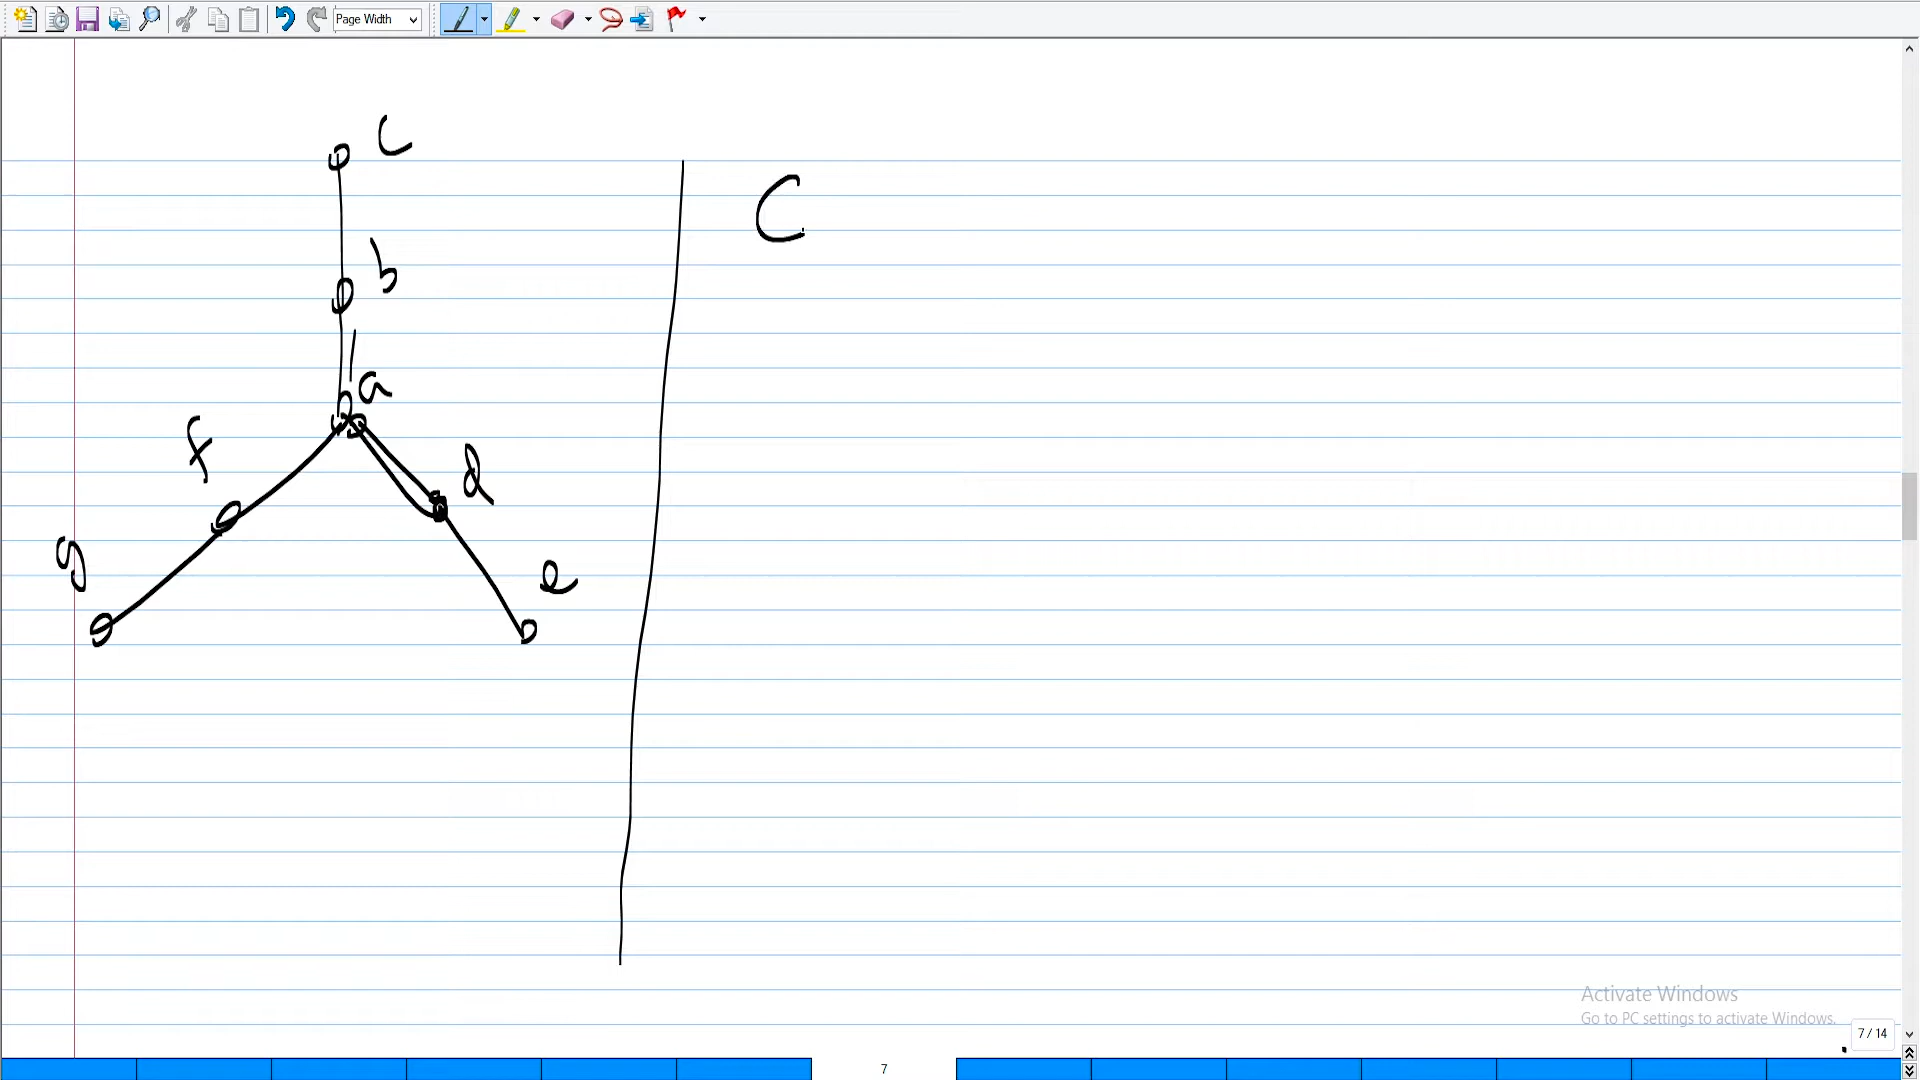 Page Width
c
C
b
a
f
d
g
e
Activate Windows
Go to PC settings to activate Windows.
7 / 14
7